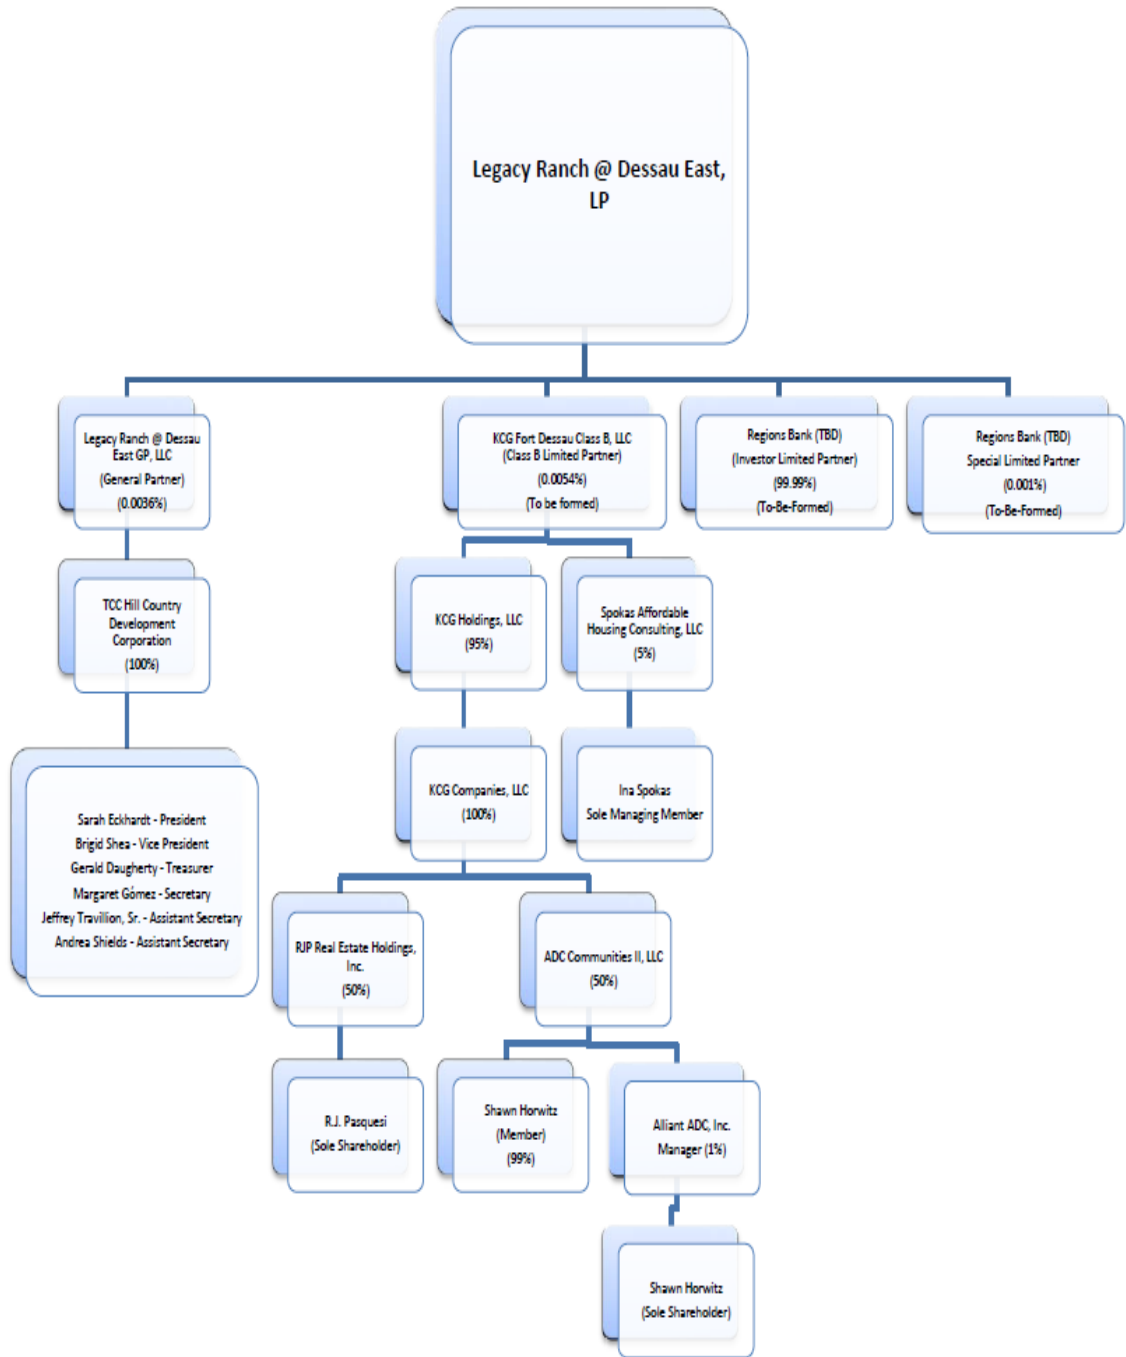 Legacy Ranch @ Dessau East,
LP
Legacy Ranch @ Dessau
East GP, LLC
(General Partner)
(0.0036%)
KCG Fort Dessau Class B, LLC
(Class B Limited Partner)
(0.0054%)
(To be formed)
Regions Bank (TBD)
(Investor Limited Partner)
(99.99%)
(To-Be-Formed)
Regions Bank (TBD)
Special Limited Partner
(0.001%)
(To-Be-Formed)
TCC Hill Country
Development
Corporation
(100%)
KCG Holdings, LLC
(95%)
Spokas Affordable
Housing Consulting, LLC
(5%)
Sarah Eckhardt - President
Brigid Shea - Vice President
Gerald Daugherty - Treasurer
Margaret Gómez - Secretary
Jeffrey Travillion, Sr. - Assistant Secretary
Andrea Shields - Assistant Secretary
KCG Companies, LLC
(100%)
Ina Spokas
Sole Managing Member
RJP Real Estate Holdings,
Inc.
(50%)
ADC Communities II, LLC
(50%)
R.J. Pasquesi
(Sole Shareholder)
Shawn Horwitz
(Member)
(99%)
Alliant ADC, Inc.
Manager (1%)
Shawn Horwitz
(Sole Shareholder)